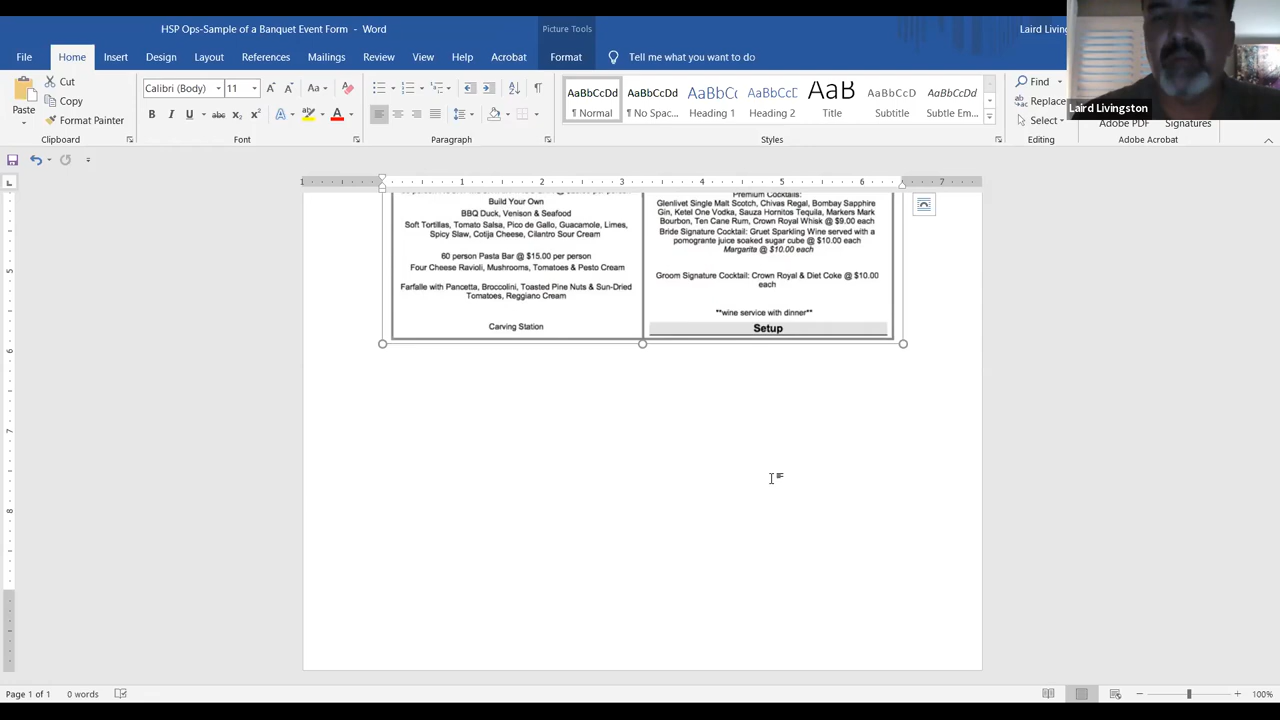 HSP Ops-Sample of a Banquet Event Form - Word
Picture Tools
Laird Livin
File Home Insert Design Layout References Mailings Review View Help Acrobat Format Tell me what you want to do
Paste
Cut
Copy
Format Painter
Clipboard
Calibri (Body) 11
Font
Paragraph
AaBbCcDd
¶ Normal
AaBbCcDd
¶ No Spac...
AaBbCc
Heading 1
AaBbCcD
Heading 2
AaB
Title
AaBbCcD
Subtitle
AaBbCcDd
Subtle Em...
Styles
Find
Replace
Select
Editing
Adobe PDF
Signatures
Adobe Acrobat
Laird Livingston
Build Your Own
BBQ Duck, Venison & Seafood
Soft Tortillas, Tomato Salsa, Pico de Gallo, Guacamole, Limes,
Spicy Slaw, Cotija Cheese, Cilantro Sour Cream
60 person Pasta Bar @ $15.00 per person
Four Cheese Ravioli, Mushrooms, Tomatoes & Pesto Cream
Farfalle with Pancetta, Broccolini, Toasted Pine Nuts & Sun-Dried
Tomatoes, Reggiano Cream
Carving Station
Premium Cocktails:
Glenlivet Single Malt Scotch, Chivas Regal, Bombay Sapphire
Gin, Ketel One Vodka, Sauza Hornitos Tequila, Markers Mark
Bourbon, Ten Cane Rum, Crown Royal Whisk @ $9.00 each
Bride Signature Cocktail: Gruet Sparkling Wine served with a
pomogrante juice soaked sugar cube @ $10.00 each
Margarita @ $10.00 each
Groom Signature Cocktail: Crown Royal & Diet Coke @ $10.00
each
**wine service with dinner**
Setup
Page 1 of 1 0 words
100%